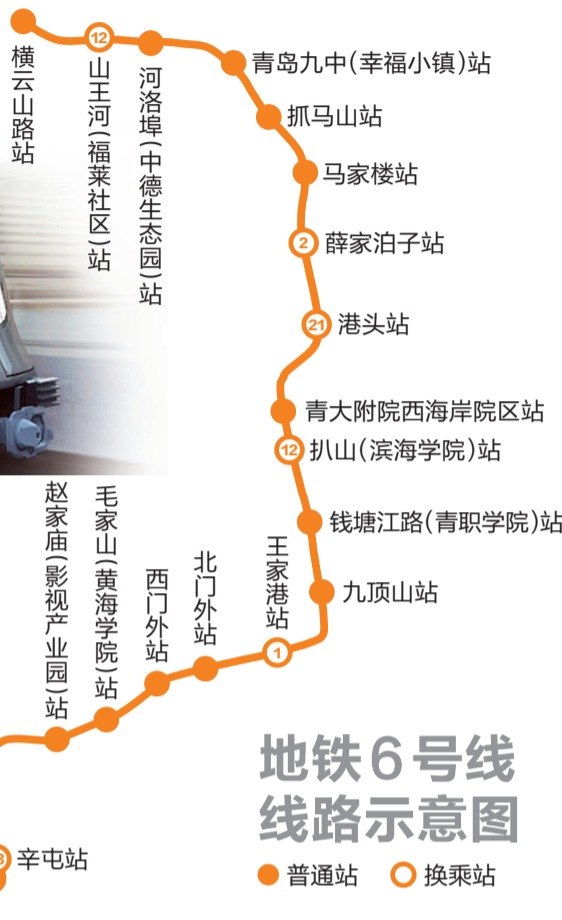 横云山路站
12
山王河(福莱社区)站
河洛埠(中德生态园)站
青岛九中(幸福小镇)站
抓马山站
马家楼站
2
薛家泊子站
21
港头站
青大附院西海岸院区站
12
扒山(滨海学院)站
钱塘江路(青职学院)站
九顶山站
王家港站
1
北门外站
西门外站
毛家山(黄海学院)站
赵家庙(影视产业园)站
辛屯站
地铁6号线
线路示意图
普通站
换乘站